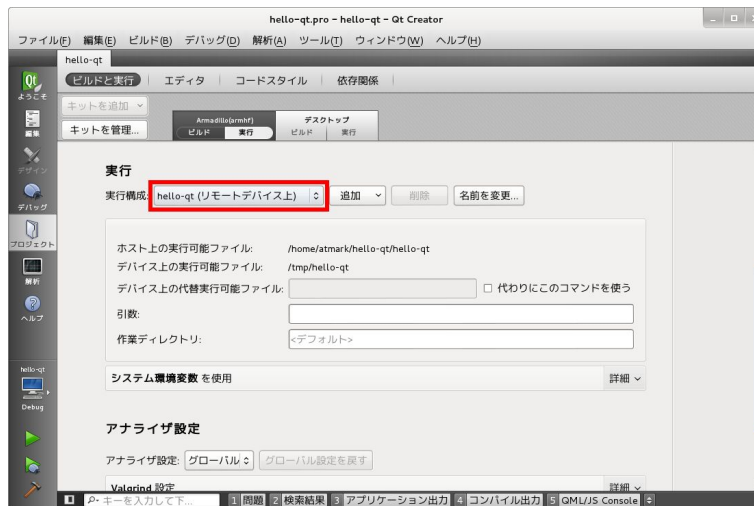 hello-qt.pro - hello-qt - Qt Creator
ファイル(F) 編集(E) ビルド(B) デバッグ(D) 解析(A) ツール(T) ウィンドウ(W) ヘルプ(H)
hello-qt
ビルドと実行 エディタ コードスタイル 依存関係
Qt
ようこそ
編集
デザイン
デバッグ
プロジェクト
解析
ヘルプ
hello-qt
Debug
キットを追加
キットを管理...
Armadillo(armhf)
ビルド 実行
デスクトップ
ビルド 実行
実行
実行構成: hello-qt (リモートデバイス上) 追加 削除 名前を変更...
ホスト上の実行可能ファイル: /home/atmark/hello-qt/hello-qt
デバイス上の実行可能ファイル: /tmp/hello-qt
デバイス上の代替実行可能ファイル: 代わりにこのコマンドを使う
引数:
作業ディレクトリ: <デフォルト>
システム環境変数 を使用 詳細
アナライザ設定
アナライザ設定: グローバル グローバル設定を戻す
Valgrind 設定 詳細
キーを入力して下... 1 問題 2 検索結果 3 アプリケーション出力 4 コンパイル出力 5 QML/JS Console